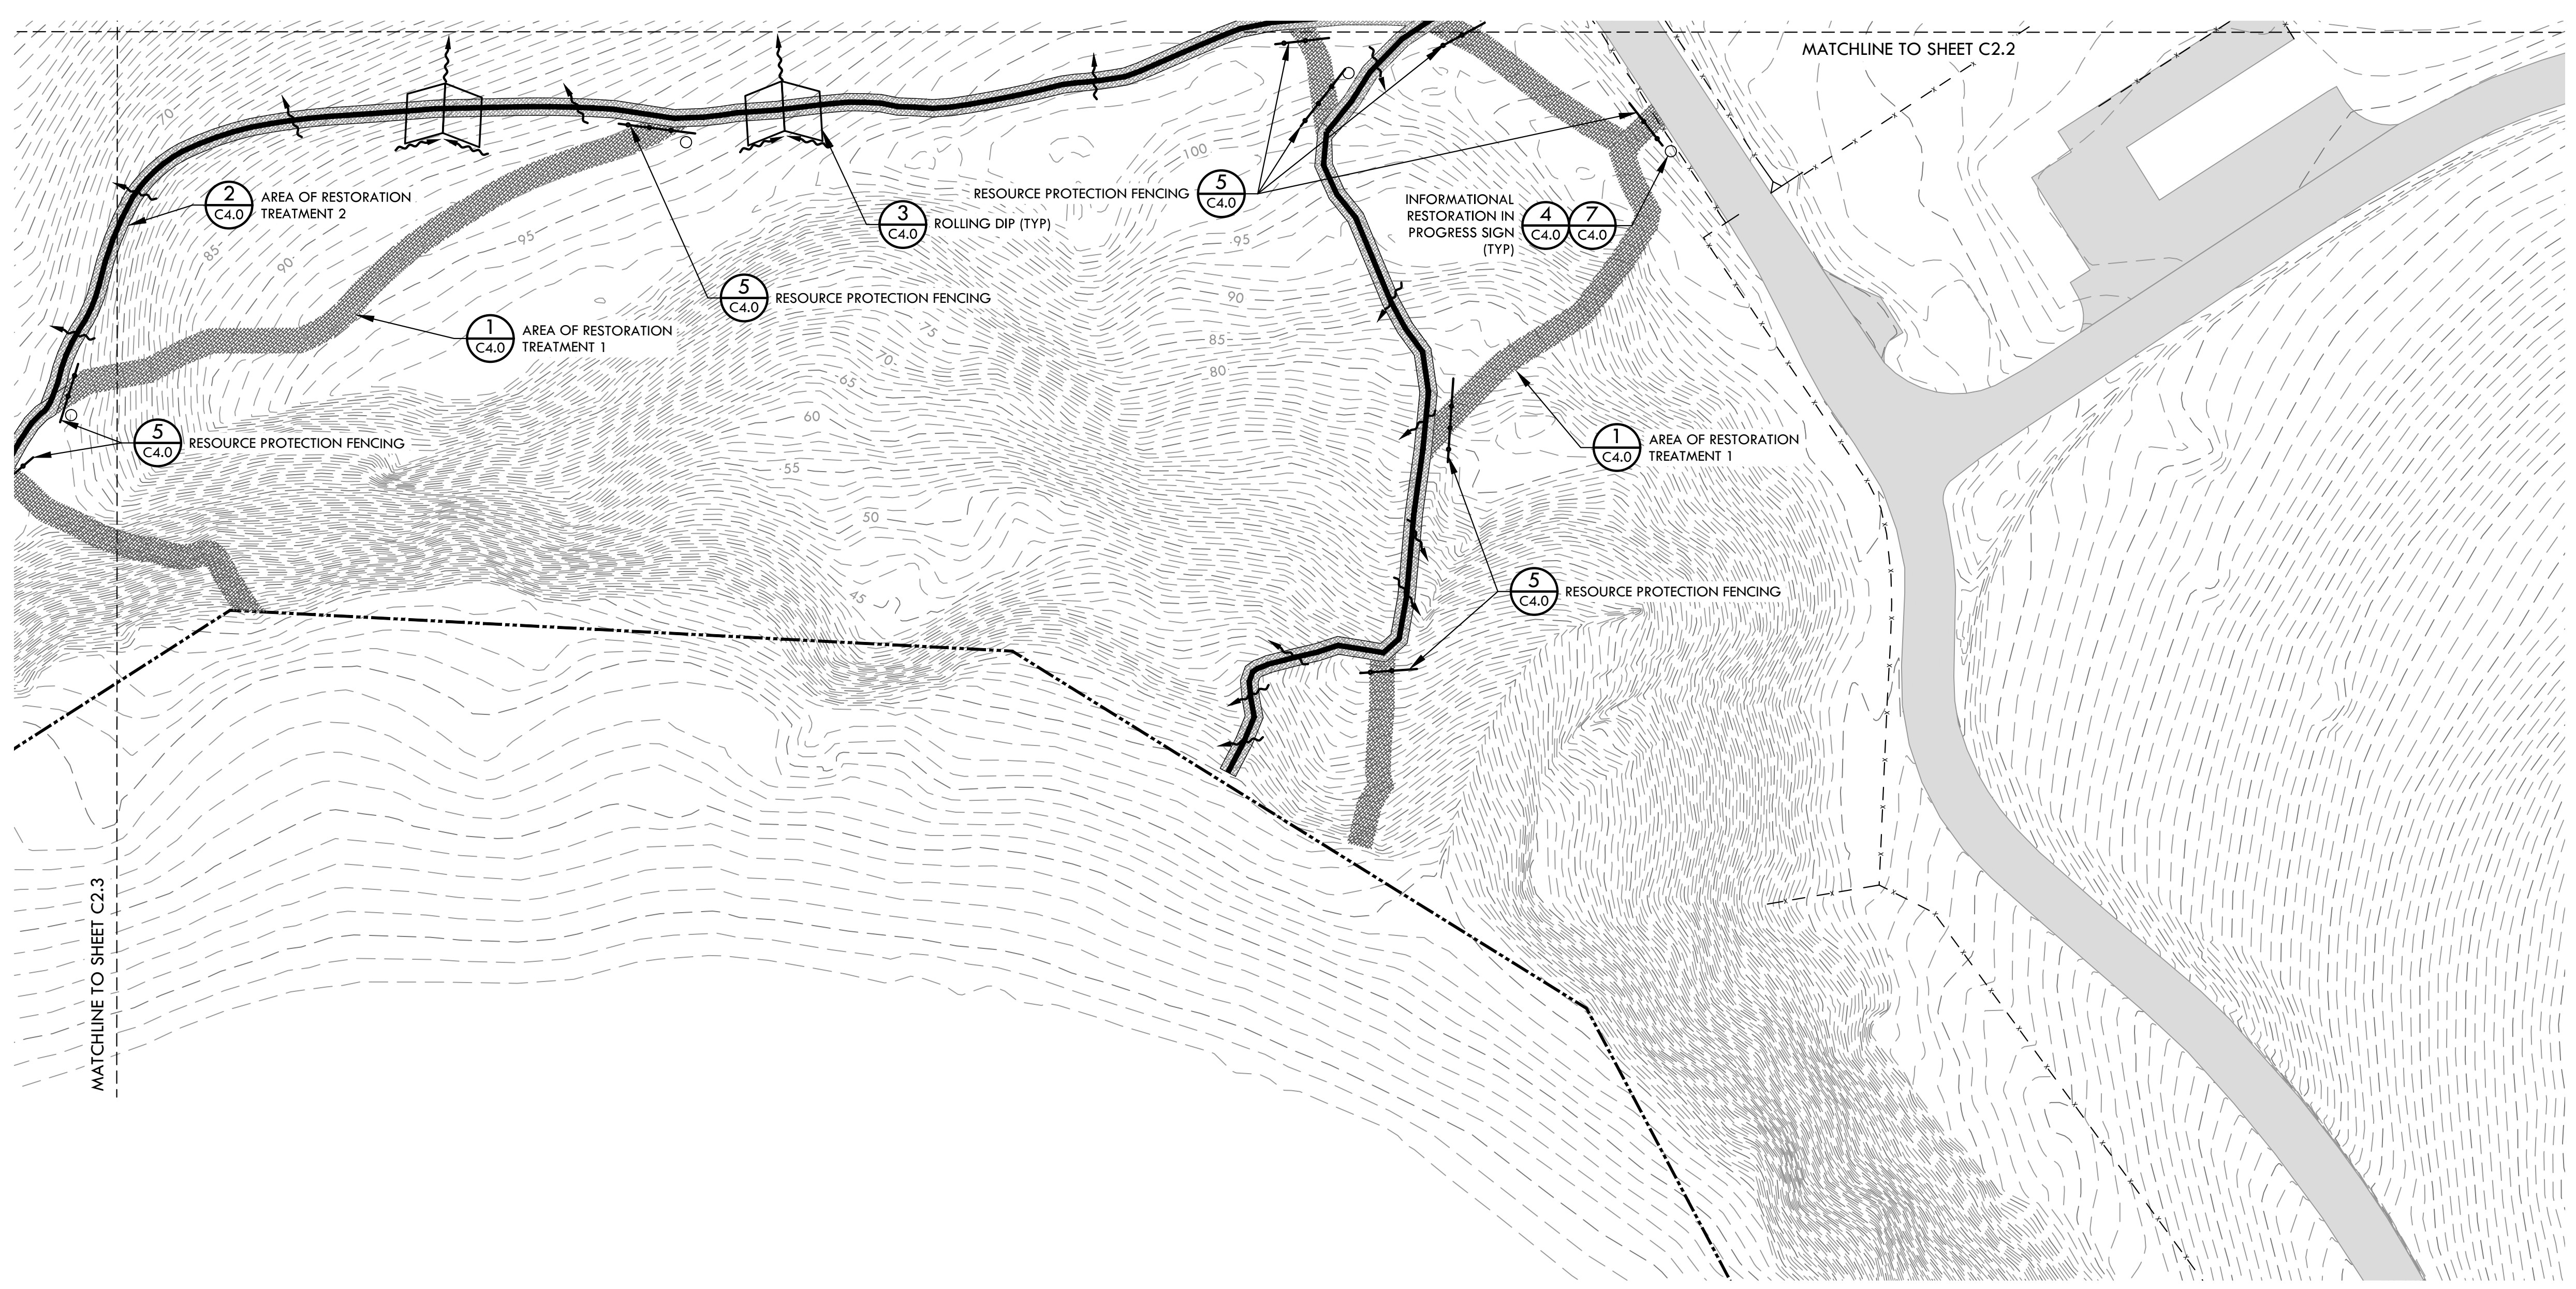 MATCHLINE TO SHEET C2.2
70
2
C4.0
AREA OF RESTORATION
TREATMENT 2
85
90
95
3
C4.0
ROLLING DIP (TYP)
RESOURCE PROTECTION FENCING
5
C4.0
100
95
90
85
80
INFORMATIONAL
RESTORATION IN
PROGRESS SIGN
(TYP)
4
C4.0
7
C4.0
5
C4.0
RESOURCE PROTECTION FENCING
1
C4.0
AREA OF RESTORATION
TREATMENT 1
75
70
65
60
55
50
45
5
C4.0
RESOURCE PROTECTION FENCING
1
C4.0
AREA OF RESTORATION
TREATMENT 1
5
C4.0
RESOURCE PROTECTION FENCING
MATCHLINE TO SHEET C2.3